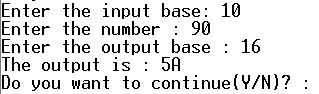 Enter the input base: 10
Enter the number : 90
Enter the output base : 16
The output is : 5A
Do you want to continue(Y/N)? :